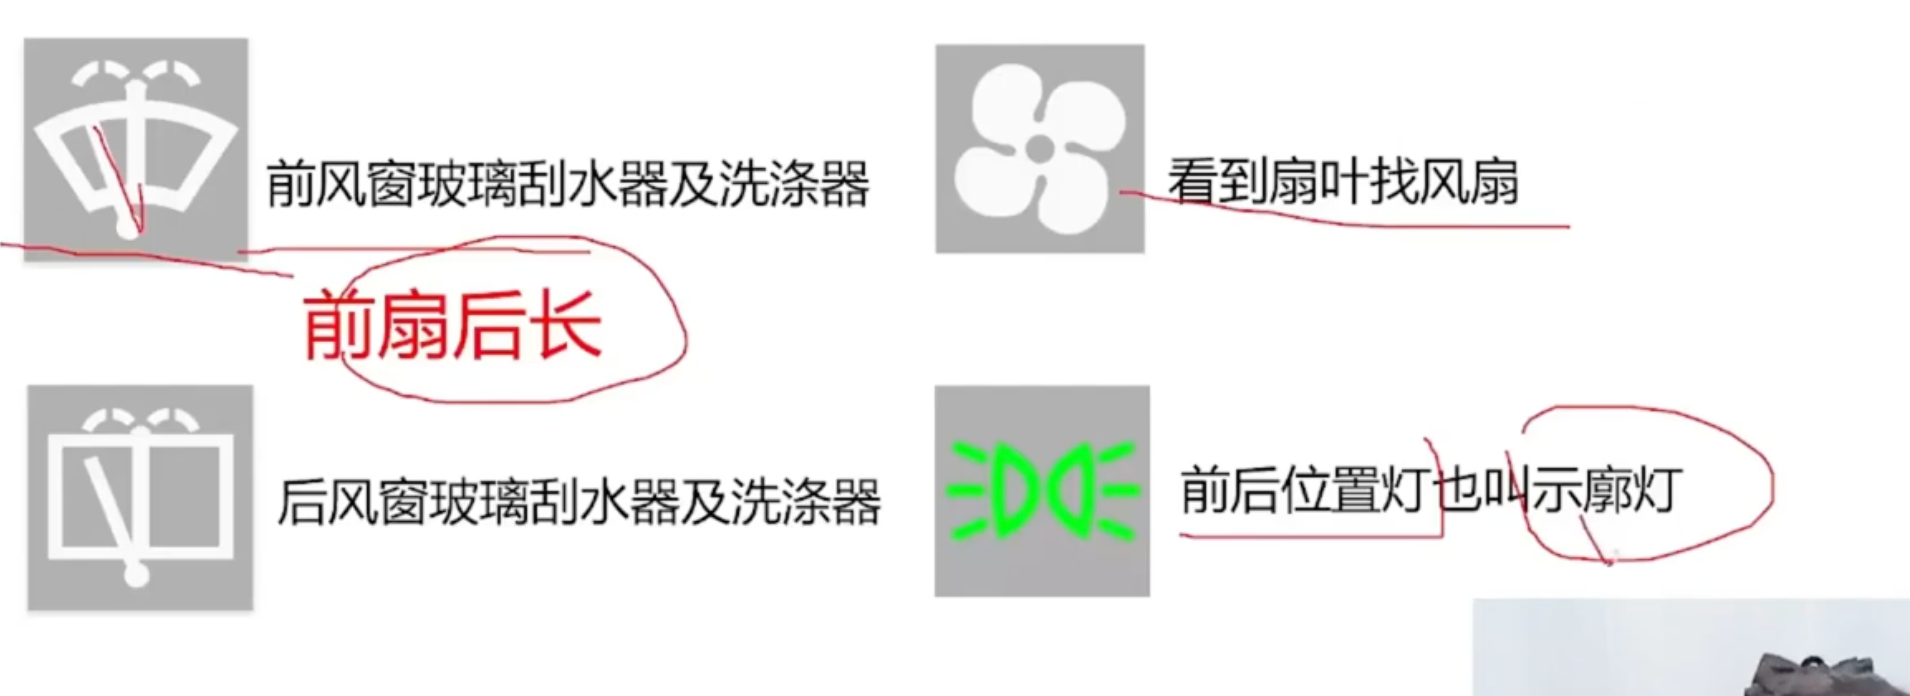 前风窗玻璃刮水器及洗涤器
看到扇叶找风扇
前扇后长
后风窗玻璃刮水器及洗涤器
前后位置灯也叫示廓灯